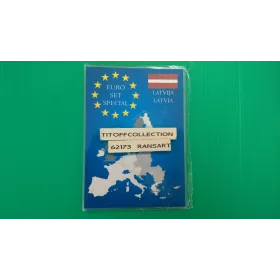 EURO
SET
SPECIAL
LATVIJA
LATVIA
TITOFFCOLLECTION
62173 RANSART